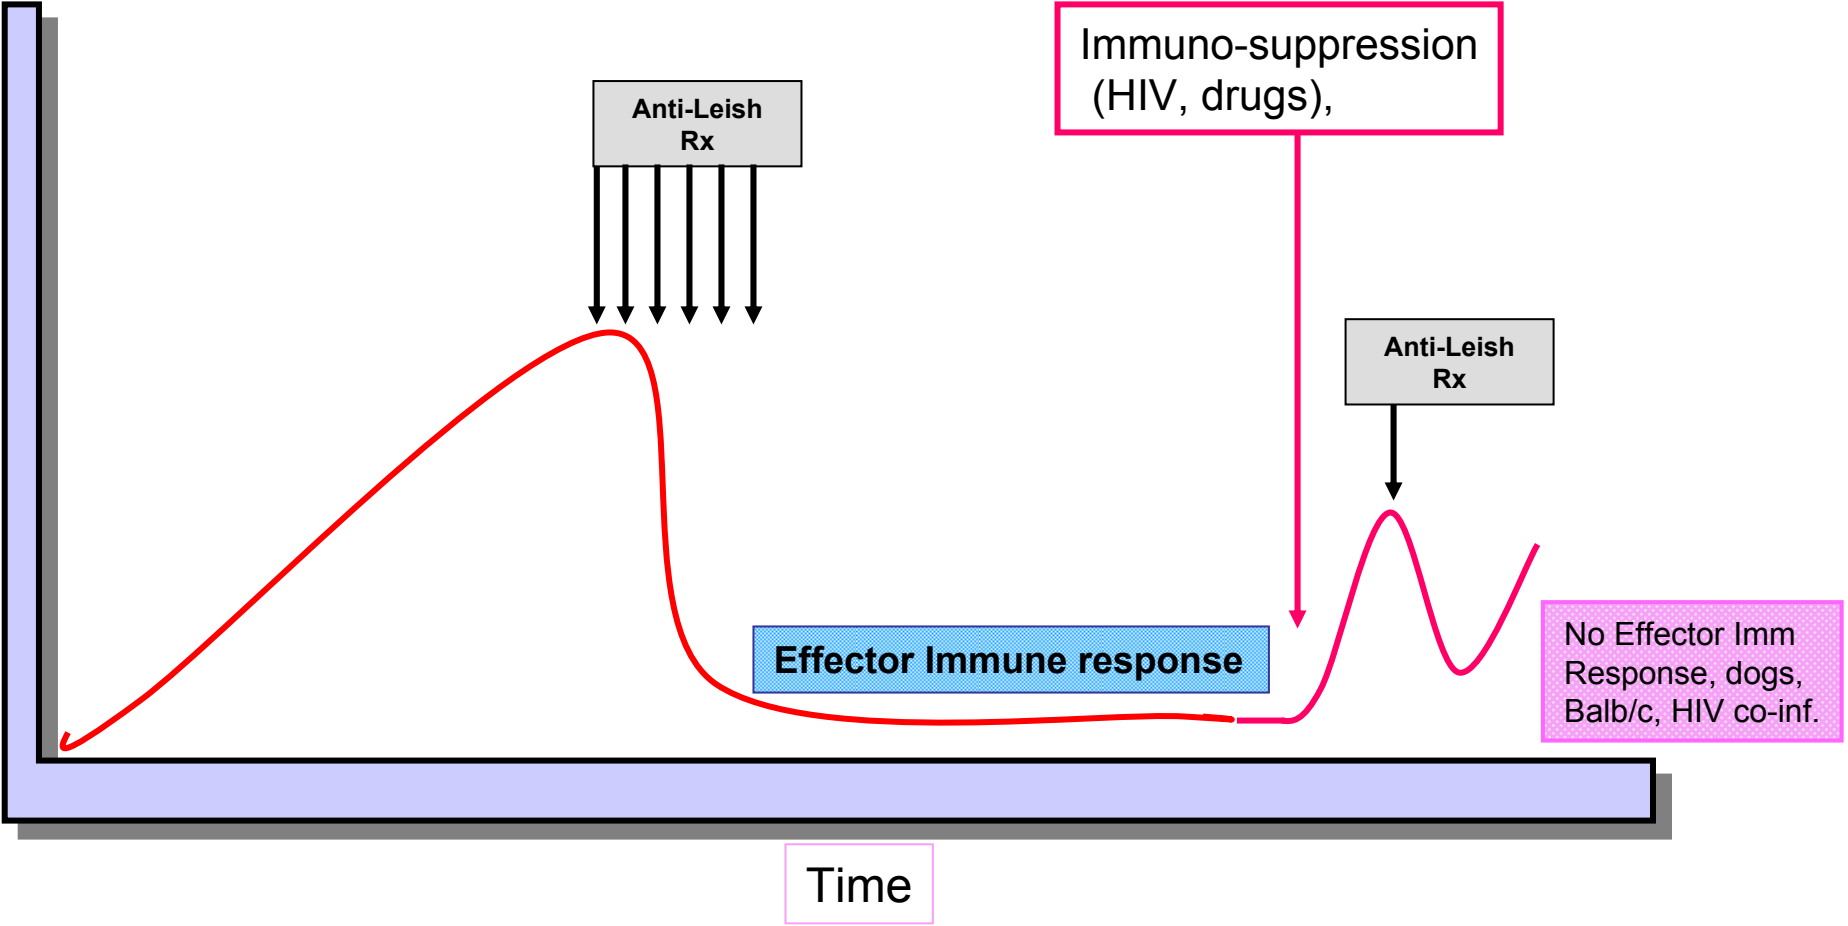 Immuno-suppression
(HIV, drugs),
Anti-Leish
Rx
Anti-Leish
Rx
Effector Immune response
No Effector Imm
Response, dogs,
Balb/c, HIV co-inf.
Time